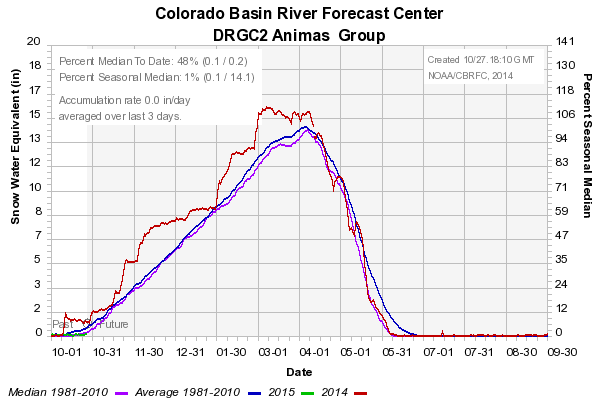 Colorado Basin River Forecast Center
DRGC2 Animas Group
Percent Median To Date: 48% (0.1 / 0.2)
Percent Seasonal Median: 1% (0.1 / 14.1)
Accumulation rate 0.0 in/day
averaged over last 3 days.
Created 10/27.18:10 GMT
NOAA/CBRFC, 2014
Snow Water Equivalent (in)
20
18
17
15
13
12
10
8
7
5
3
2
0
141
129
118
106
94
82
71
59
47
35
24
12
0
Percent Seasonal Median
Past
Future
10-01 10-31 11-30 12-31 01-30 03-01 04-01 05-01 05-31 07-01 07-31 08-30 09-30
Date
Median 1981-2010 Average 1981-2010 2015 2014